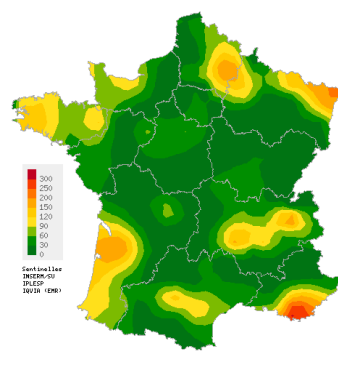 300
250
200
150
120
90
60
30
0
Sentinelles
INSERM/SU
IPLESP
IQVIA (EMR)